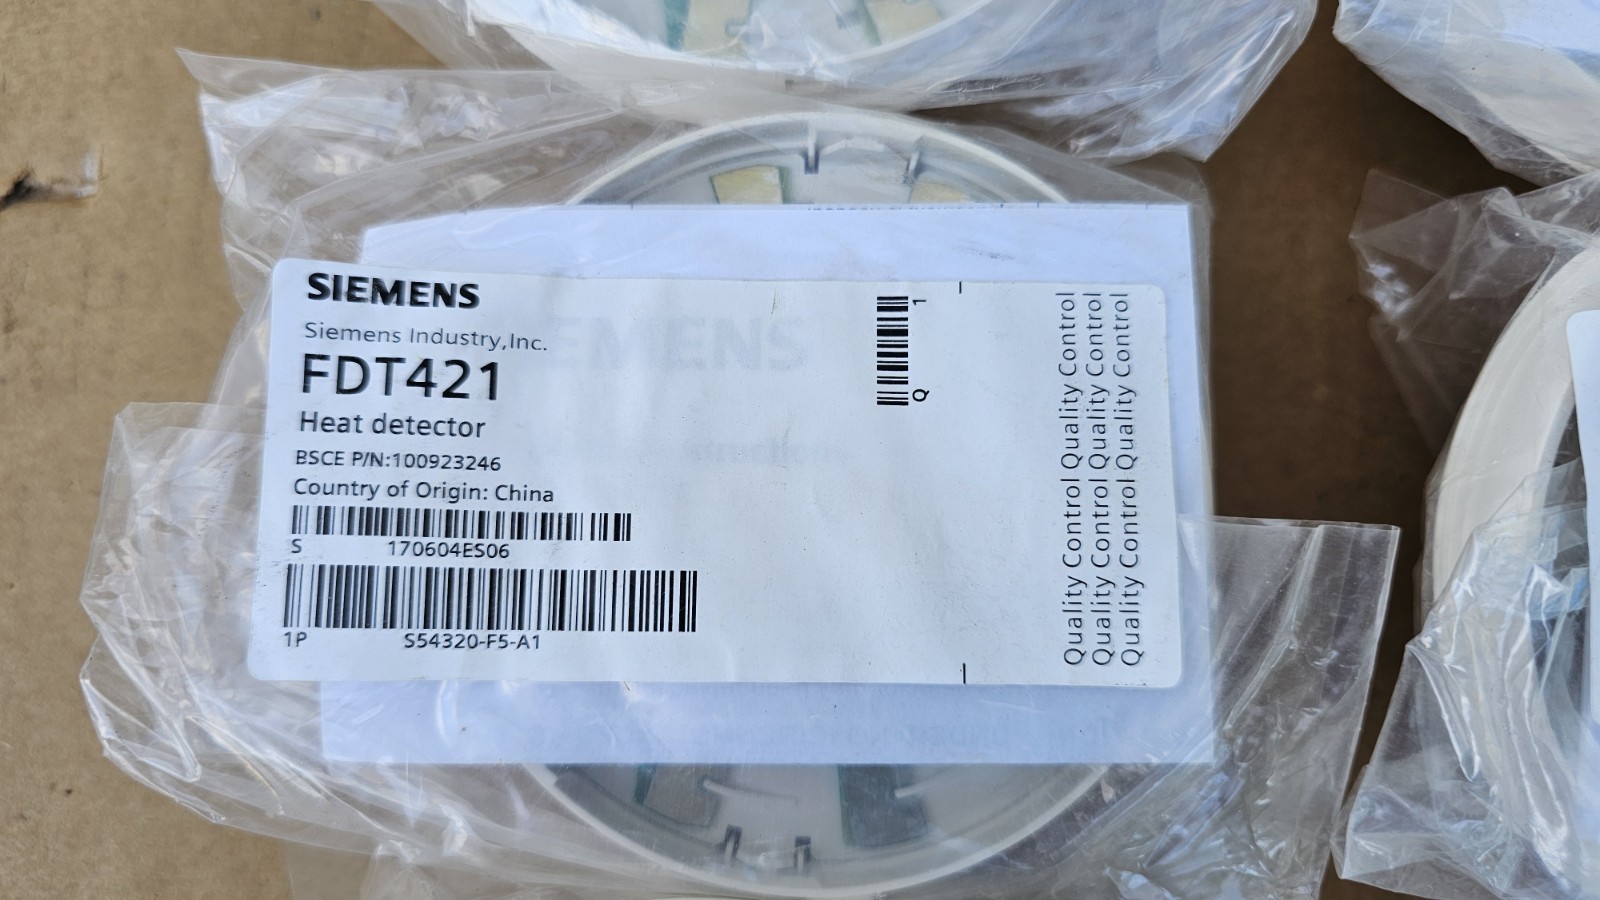 SIEMENS
Siemens Industry,Inc.
FDT421
Heat detector
BSCE P/N:100923246
Country of Origin: China
S 170604ES06
1P S54320-F5-A1
Q 1
Quality Control Quality Control
Quality Control Quality Control
Quality Control Quality Control
SIEMENS